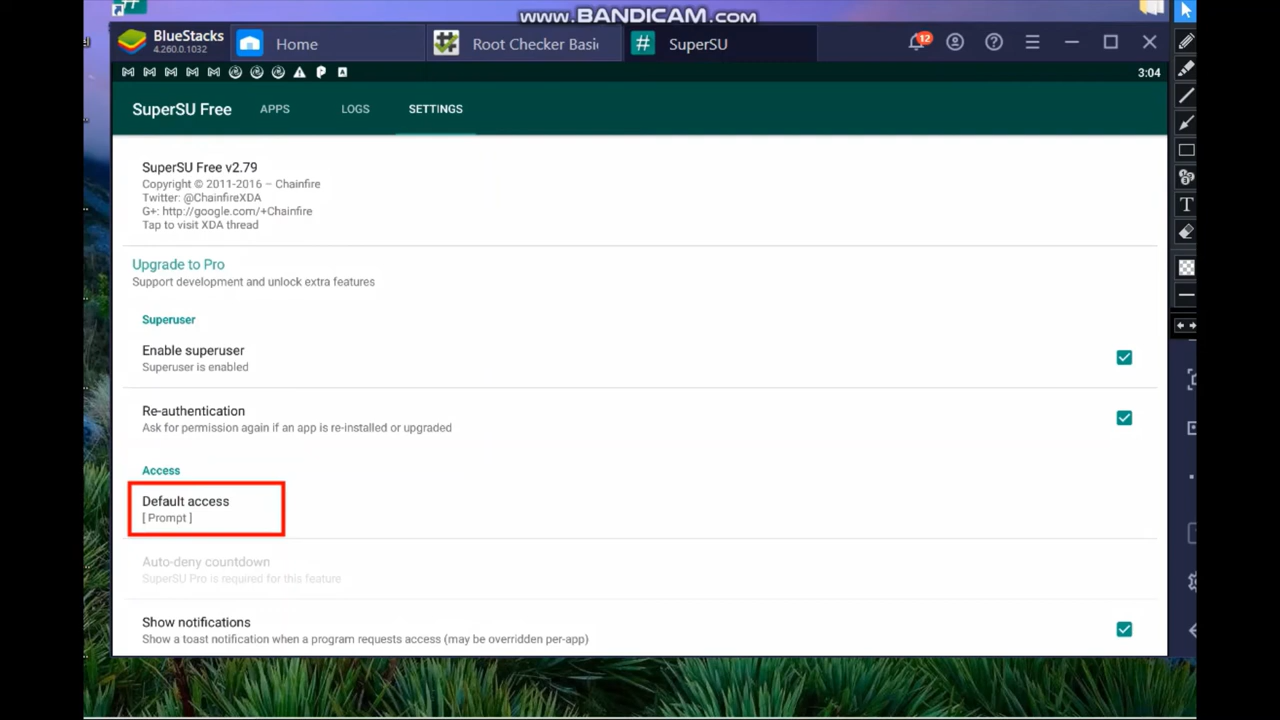 www.BANDICAM.com
BlueStacks
4.260.0.1032
Home
Root Checker Basic
SuperSU
12
3:04
SuperSU Free
APPS
LOGS
SETTINGS
SuperSU Free v2.79
Copyright © 2011-2016 – Chainfire
Twitter: @ChainfireXDA
G+: http://google.com/+Chainfire
Tap to visit XDA thread
Upgrade to Pro
Support development and unlock extra features
Superuser
Enable superuser
Superuser is enabled
Re-authentication
Ask for permission again if an app is re-installed or upgraded
Access
Default access
[ Prompt ]
Auto-deny countdown
SuperSU Pro is required for this feature
Show notifications
Show a toast notification when a program requests access (may be overridden per-app)